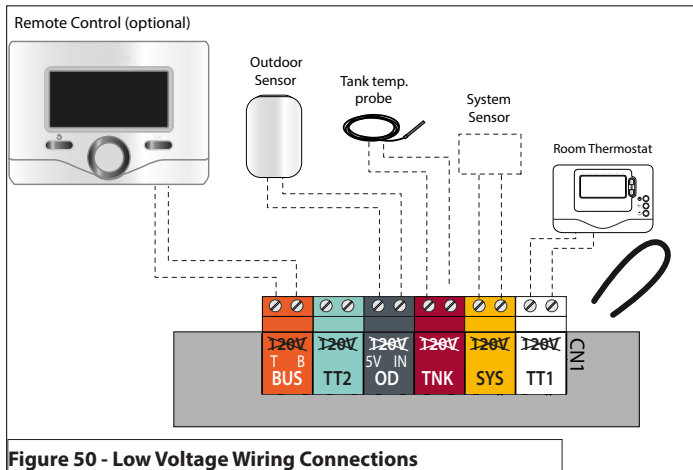 Remote Control (optional)
Outdoor
Sensor
Tank temp.
probe
System
Sensor
Room Thermostat
120V 120V 120V 120V 120V 120V
T B 5V IN
BUS TT2 OD TNK SYS TT1
CN1
Figure 50 - Low Voltage Wiring Connections